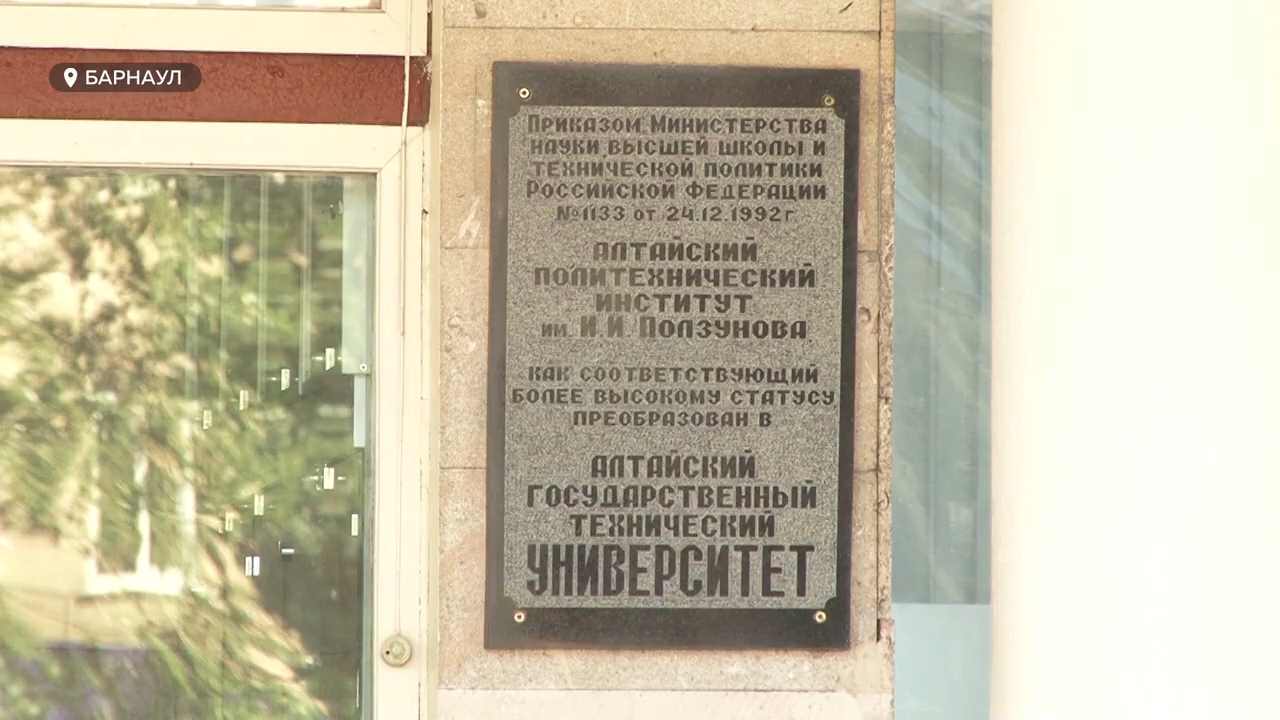 БАРНАУЛ
Приказом Министерства
науки, высшей школы и
технической политики
Российской Федерации
№1133 от 24.12.1992г.
АЛТАЙСКИЙ
ПОЛИТЕХНИЧЕСКИЙ
ИНСТИТУТ
им. И.И. Ползунова
как соответствующий
более высокому статусу
преобразован в
АЛТАЙСКИЙ
ГОСУДАРСТВЕННЫЙ
ТЕХНИЧЕСКИЙ
УНИВЕРСИТЕТ